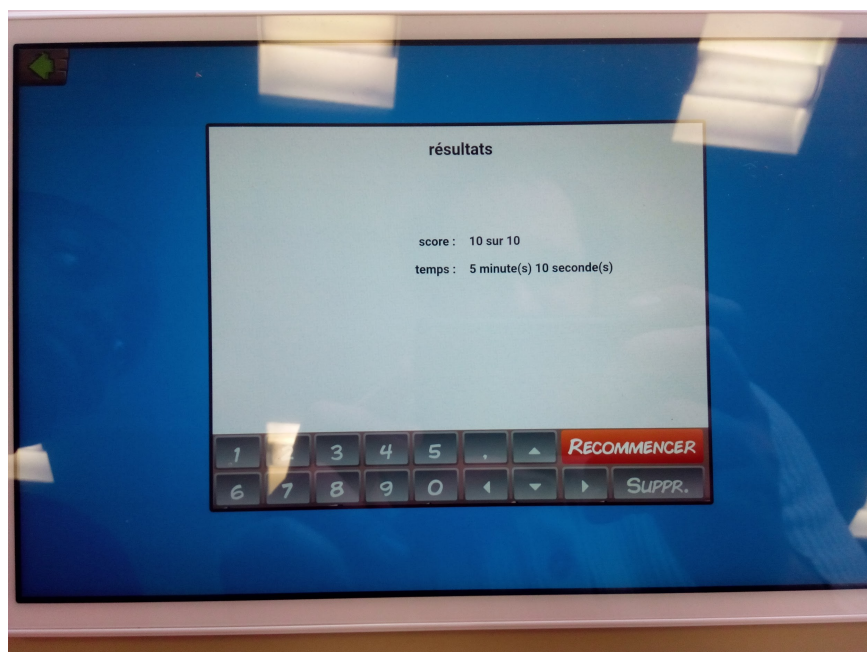 résultats
score : 10 sur 10
temps : 5 minute(s) 10 seconde(s)
1 2 3 4 5 , RECOMMENCER
6 7 8 9 0 SUPPR.